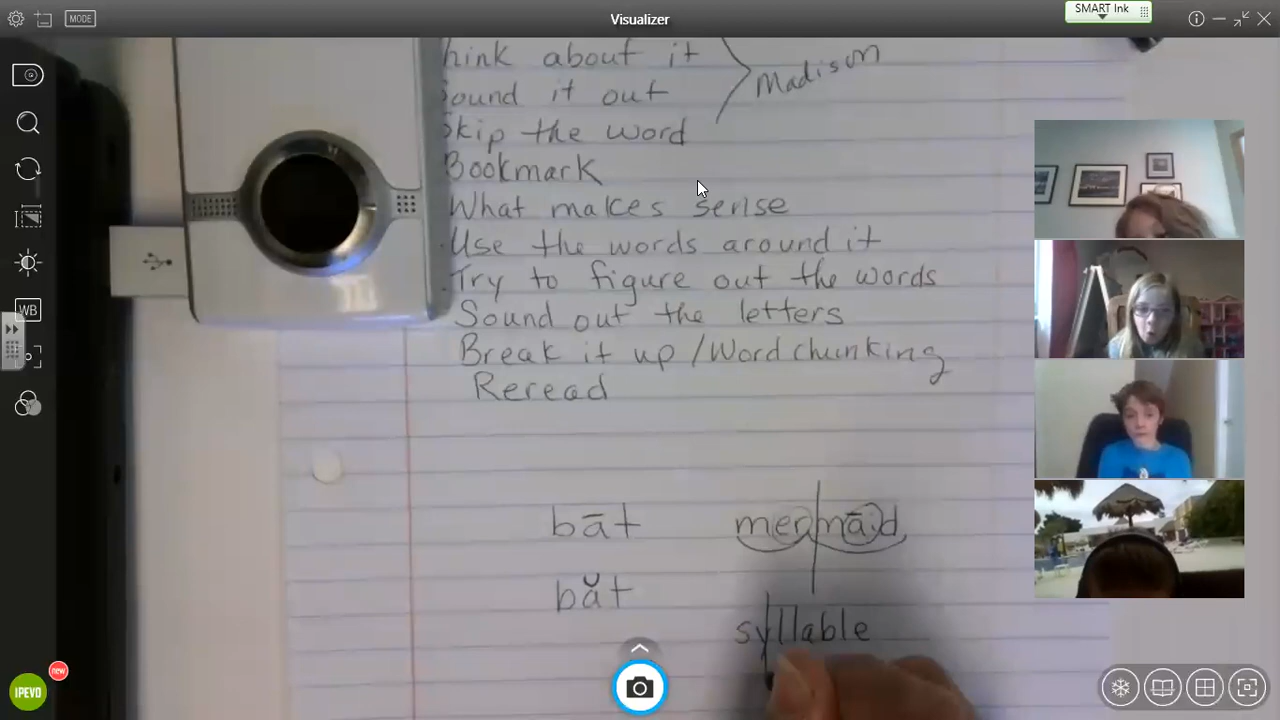 Visualizer
SMART Ink
MODE
hink about it
Madison
ound it out
Skip the word
Bookmark
What makes sense
Use the words around it
Try to figure out the words
WB
Sound out the letters
Break it up / Word chunking
Reread
bāt mermāid
băt
syllable
new
iPEVO